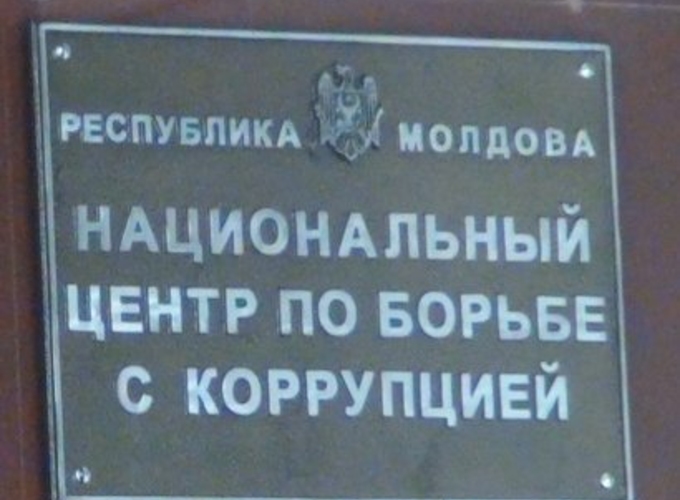 РЕСПУБЛИКА МОЛДОВА
НАЦИОНАЛЬНЫЙ
ЦЕНТР ПО БОРЬБЕ
С КОРРУПЦИЕЙ